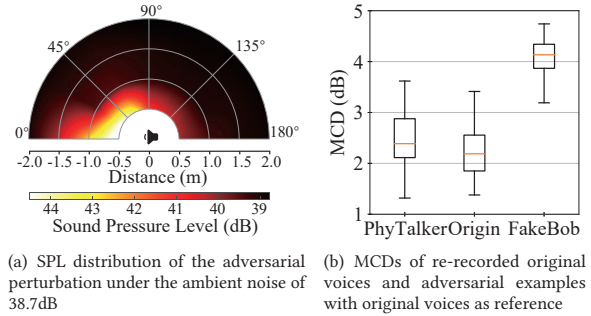 90°
45°
135°
0°
180°
-2.0 -1.5 -1.0 -0.5 0 0.5 1.0 1.5 2.0
Distance (m)
44 43 42 41 40 39
Sound Pressure Level (dB)
(a) SPL distribution of the adversarial
perturbation under the ambient noise of
38.7dB
5
4
3
2
1
MCD (dB)
PhyTalker Origin FakeBob
(b) MCDs of re-recorded original
voices and adversarial examples
with original voices as reference